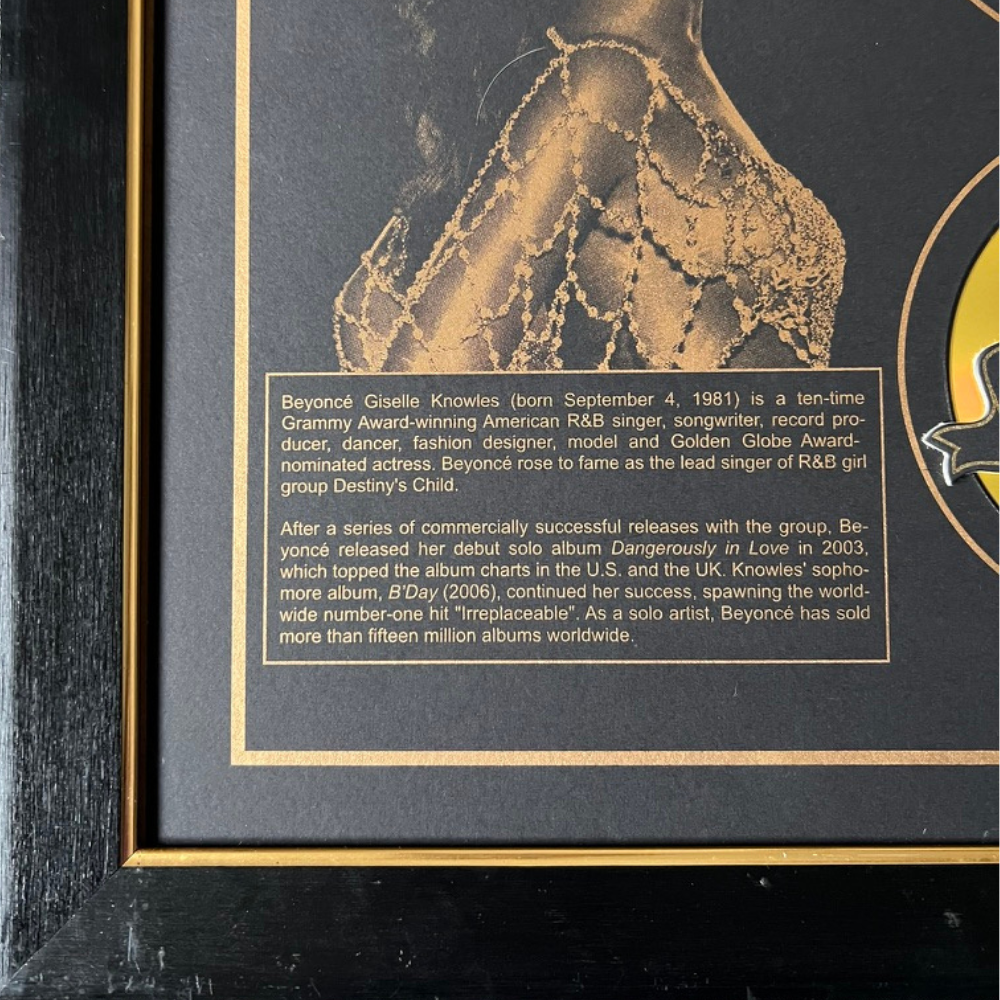 Beyoncé Giselle Knowles (born September 4, 1981) is a ten-time
Grammy Award-winning American R&B singer, songwriter, record pro-
ducer, dancer, fashion designer, model and Golden Globe Award-
nominated actress. Beyoncé rose to fame as the lead singer of R&B girl
group Destiny's Child.
After a series of commercially successful releases with the group, Be-
yoncé released her debut solo album Dangerously in Love in 2003,
which topped the album charts in the U.S. and the UK. Knowles' sopho-
more album, B'Day (2006), continued her success, spawning the world-
wide number-one hit "Irreplaceable". As a solo artist, Beyoncé has sold
more than fifteen million albums worldwide.